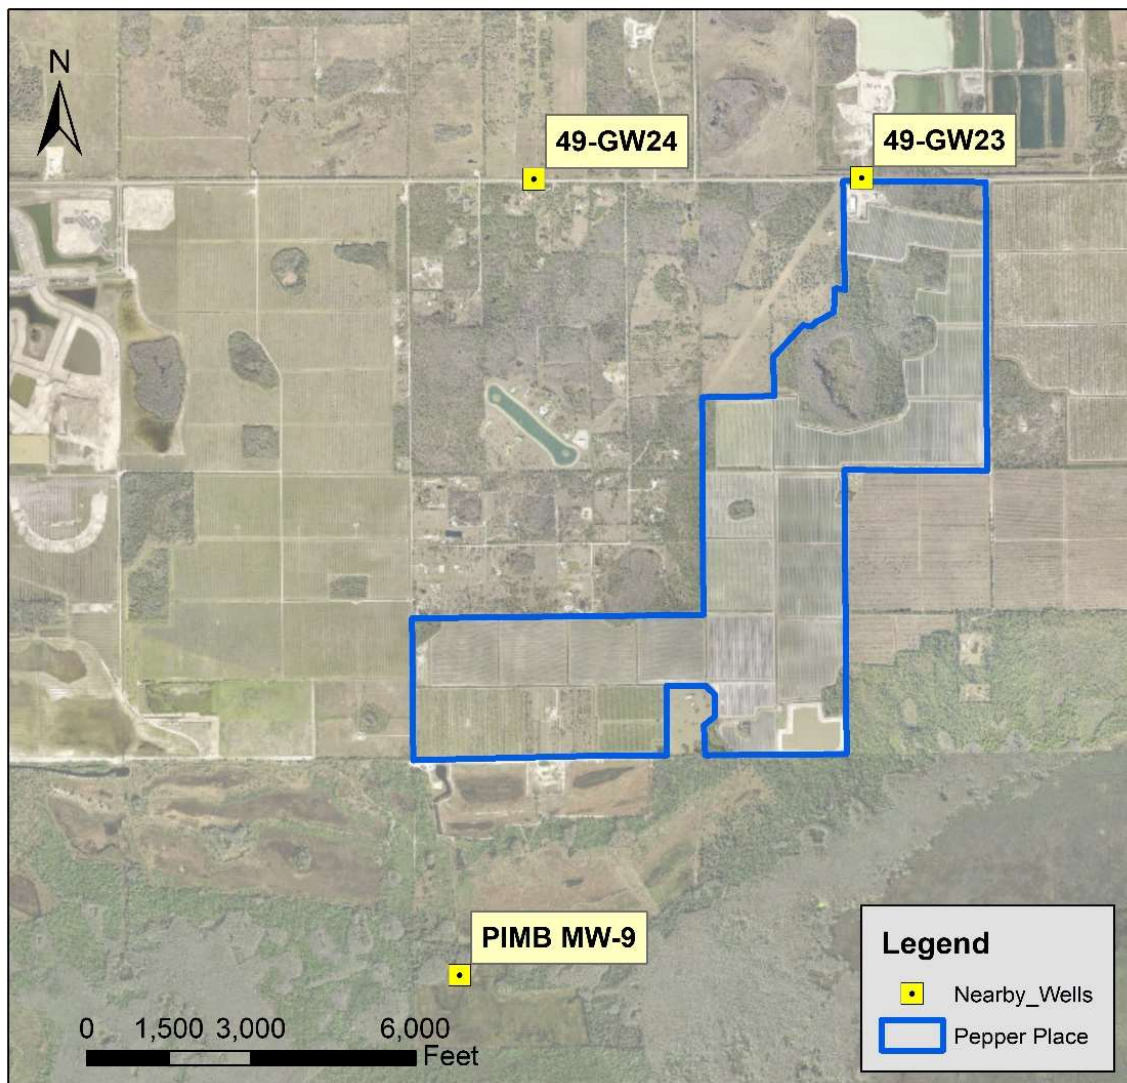 N
49-GW24
49-GW23
PIMB MW-9
0 1,500 3,000 6,000
Feet
Legend
Nearby_Wells
Pepper Place